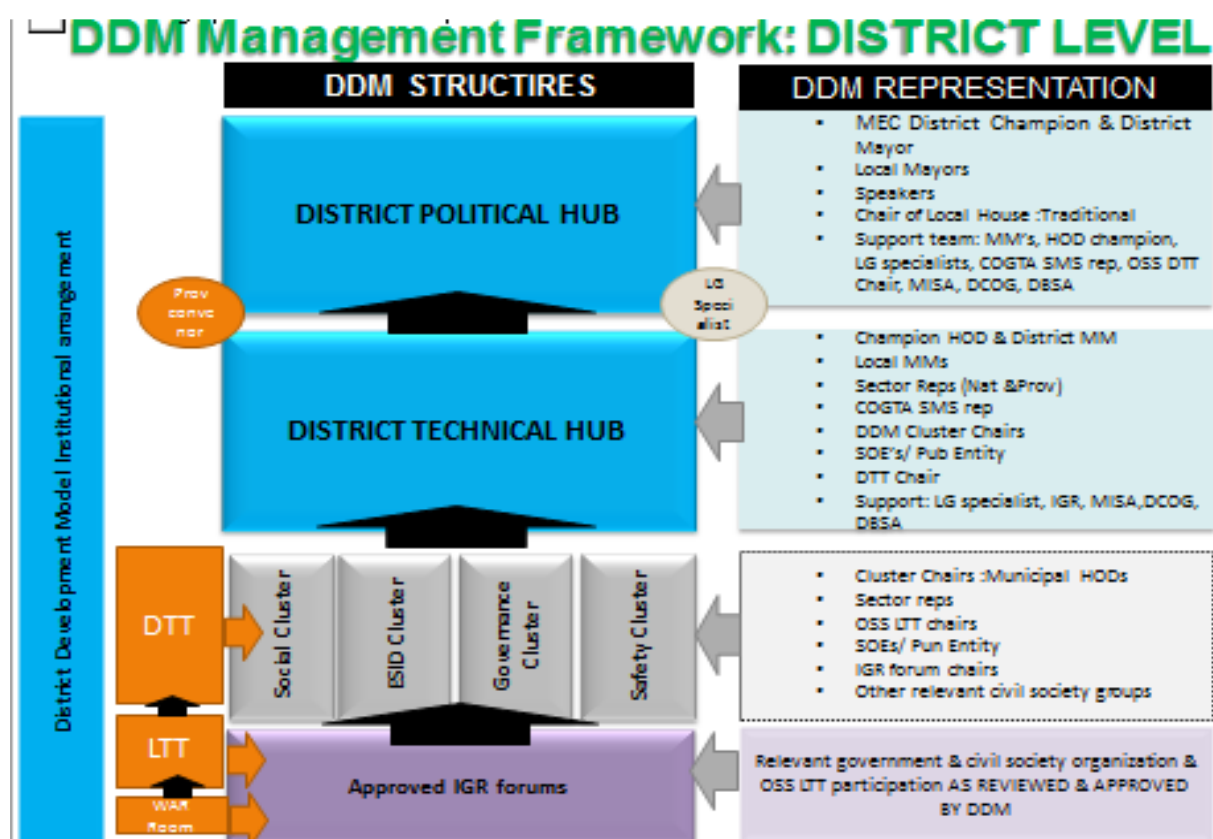 DDM Management Framework: DISTRICT LEVEL
DDM STRUCTIRES
DDM REPRESENTATION
District Development Model Institutional arrangement
DISTRICT POLITICAL HUB
• MEC District Champion & District
Mayor
• Local Mayors
• Speakers
• Chair of Local House :Traditional
• Support team: MM's, HOD champion,
LG specialists, COGTA SMS rep, OSS DTT
Chair, MISA, DCOG, DBSA
Prov
conve
nor
LG
Speci
alist
DISTRICT TECHNICAL HUB
• Champion HOD & District MM
• Local MMs
• Sector Reps (Nat &Prov)
• COGTA SMS rep
• DDM Cluster Chairs
• SOE's/ Pub Entity
• DTT Chair
• Support: LG specialist, IGR, MISA,DCOG,
DBSA
DTT
Social Cluster
ESID Cluster
Governance
Cluster
Safety Cluster
• Cluster Chairs :Municipal HODs
• Sector reps
• OSS LTT chairs
• SOEs/ Pun Entity
• IGR forum chairs
• Other relevant civil society groups
LTT
WAR
Room
Approved IGR forums
Relevant government & civil society organization &
OSS LTT participation AS REVIEWED & APPROVED
BY DDM